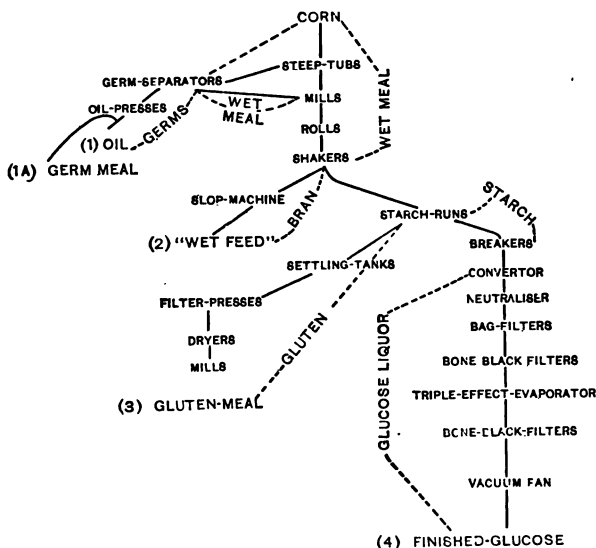 CORN
STEEP-TUBS
GERM-SEPARATORS
OIL-PRESSES
WET
MEAL
MILLS
WET MEAL
GERMS
ROLLS
(1) OIL
(1A) GERM MEAL
SHAKERS
SLOP-MACHINE
BRAN
STARCH-RUNS
STARCH
(2) "WET FEED"
BREAKERS
SETTLING-TANKS
CONVERTOR
FILTER-PRESSES
NEUTRALISER
DRYERS
GLUTEN
GLUCOSE LIQUOR
BAG-FILTERS
MILLS
BONE BLACK FILTERS
(3) GLUTEN-MEAL
TRIPLE-EFFECT-EVAPORATOR
BONE-BLACK-FILTERS
VACUUM FAN
(4) FINISHED-GLUCOSE